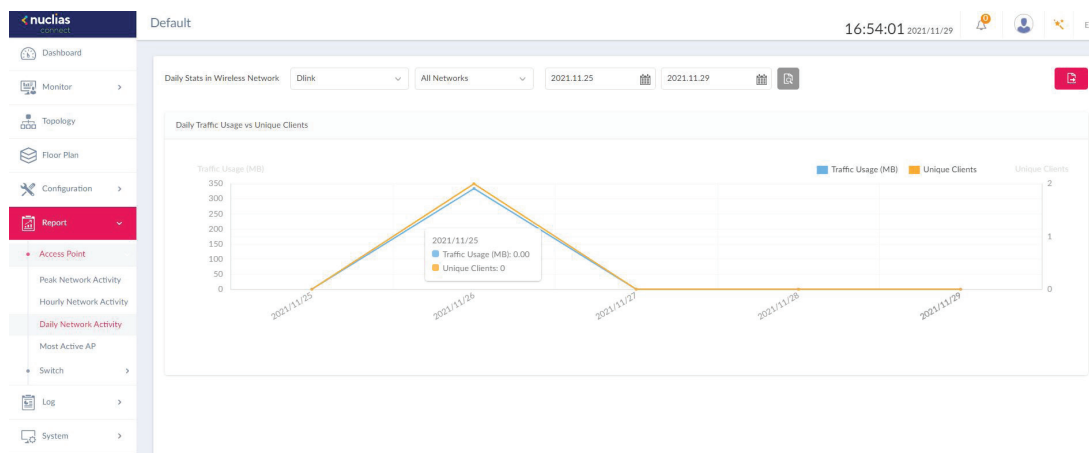 nuclias
connect
Default
16:54:01 2021/11/29
0
E
Dashboard
Monitor
Topology
Floor Plan
Configuration
Report
Access Point
Peak Network Activity
Hourly Network Activity
Daily Network Activity
Most Active AP
Switch
Log
System
Daily Stats in Wireless Network Dlink All Networks 2021.11.25 2021.11.29
Daily Traffic Usage vs Unique Clients
Traffic Usage (MB) Traffic Usage (MB) Unique Clients Unique Clients
350 2
300
250
200
150 1
100
50
0 0
2021/11/25
Traffic Usage (MB): 0.00
Unique Clients: 0
2021/11/25 2021/11/26 2021/11/27 2021/11/28 2021/11/29